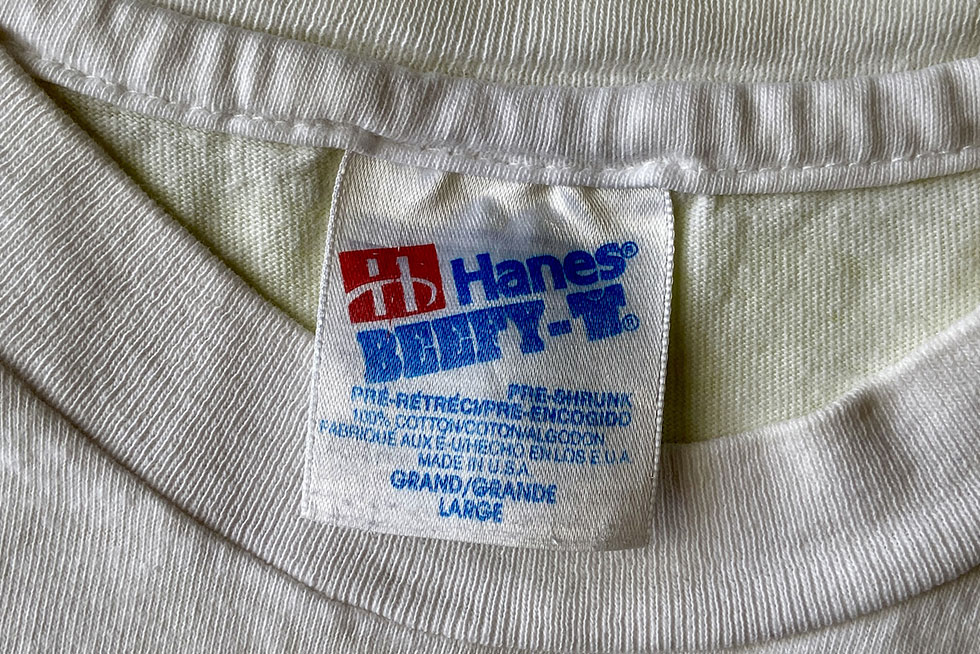 Hanes®
BEEFY-T.®
PRE-SHRUNK
PRÉ-RÉTRÉCI/PRE-ENCOGIDO
100% COTTON/COTON/ALGODON
FABRIQUÉ AUX É-U/HECHO EN LOS E.U.A
MADE IN U.S.A.
GRAND/GRANDE
LARGE